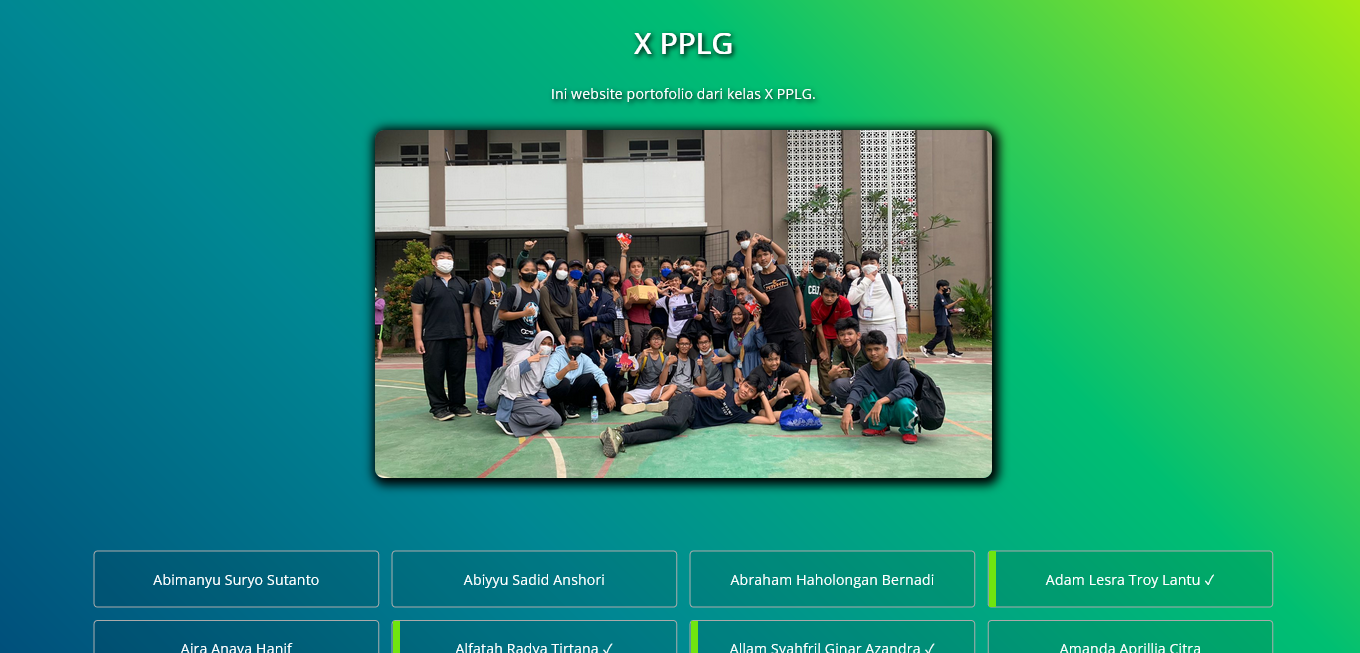 X PPLG
Ini website portofolio dari kelas X PPLG.
Abimanyu Suryo Sutanto
Abiyyu Sadid Anshori
Abraham Haholongan Bernadi
Adam Lesra Troy Lantu ✓
Aira Anaya Hanif
Alfatah Radya Tirtana ✓
Allam Syahfril Ginar Azandra ✓
Amanda Aprillia Citra